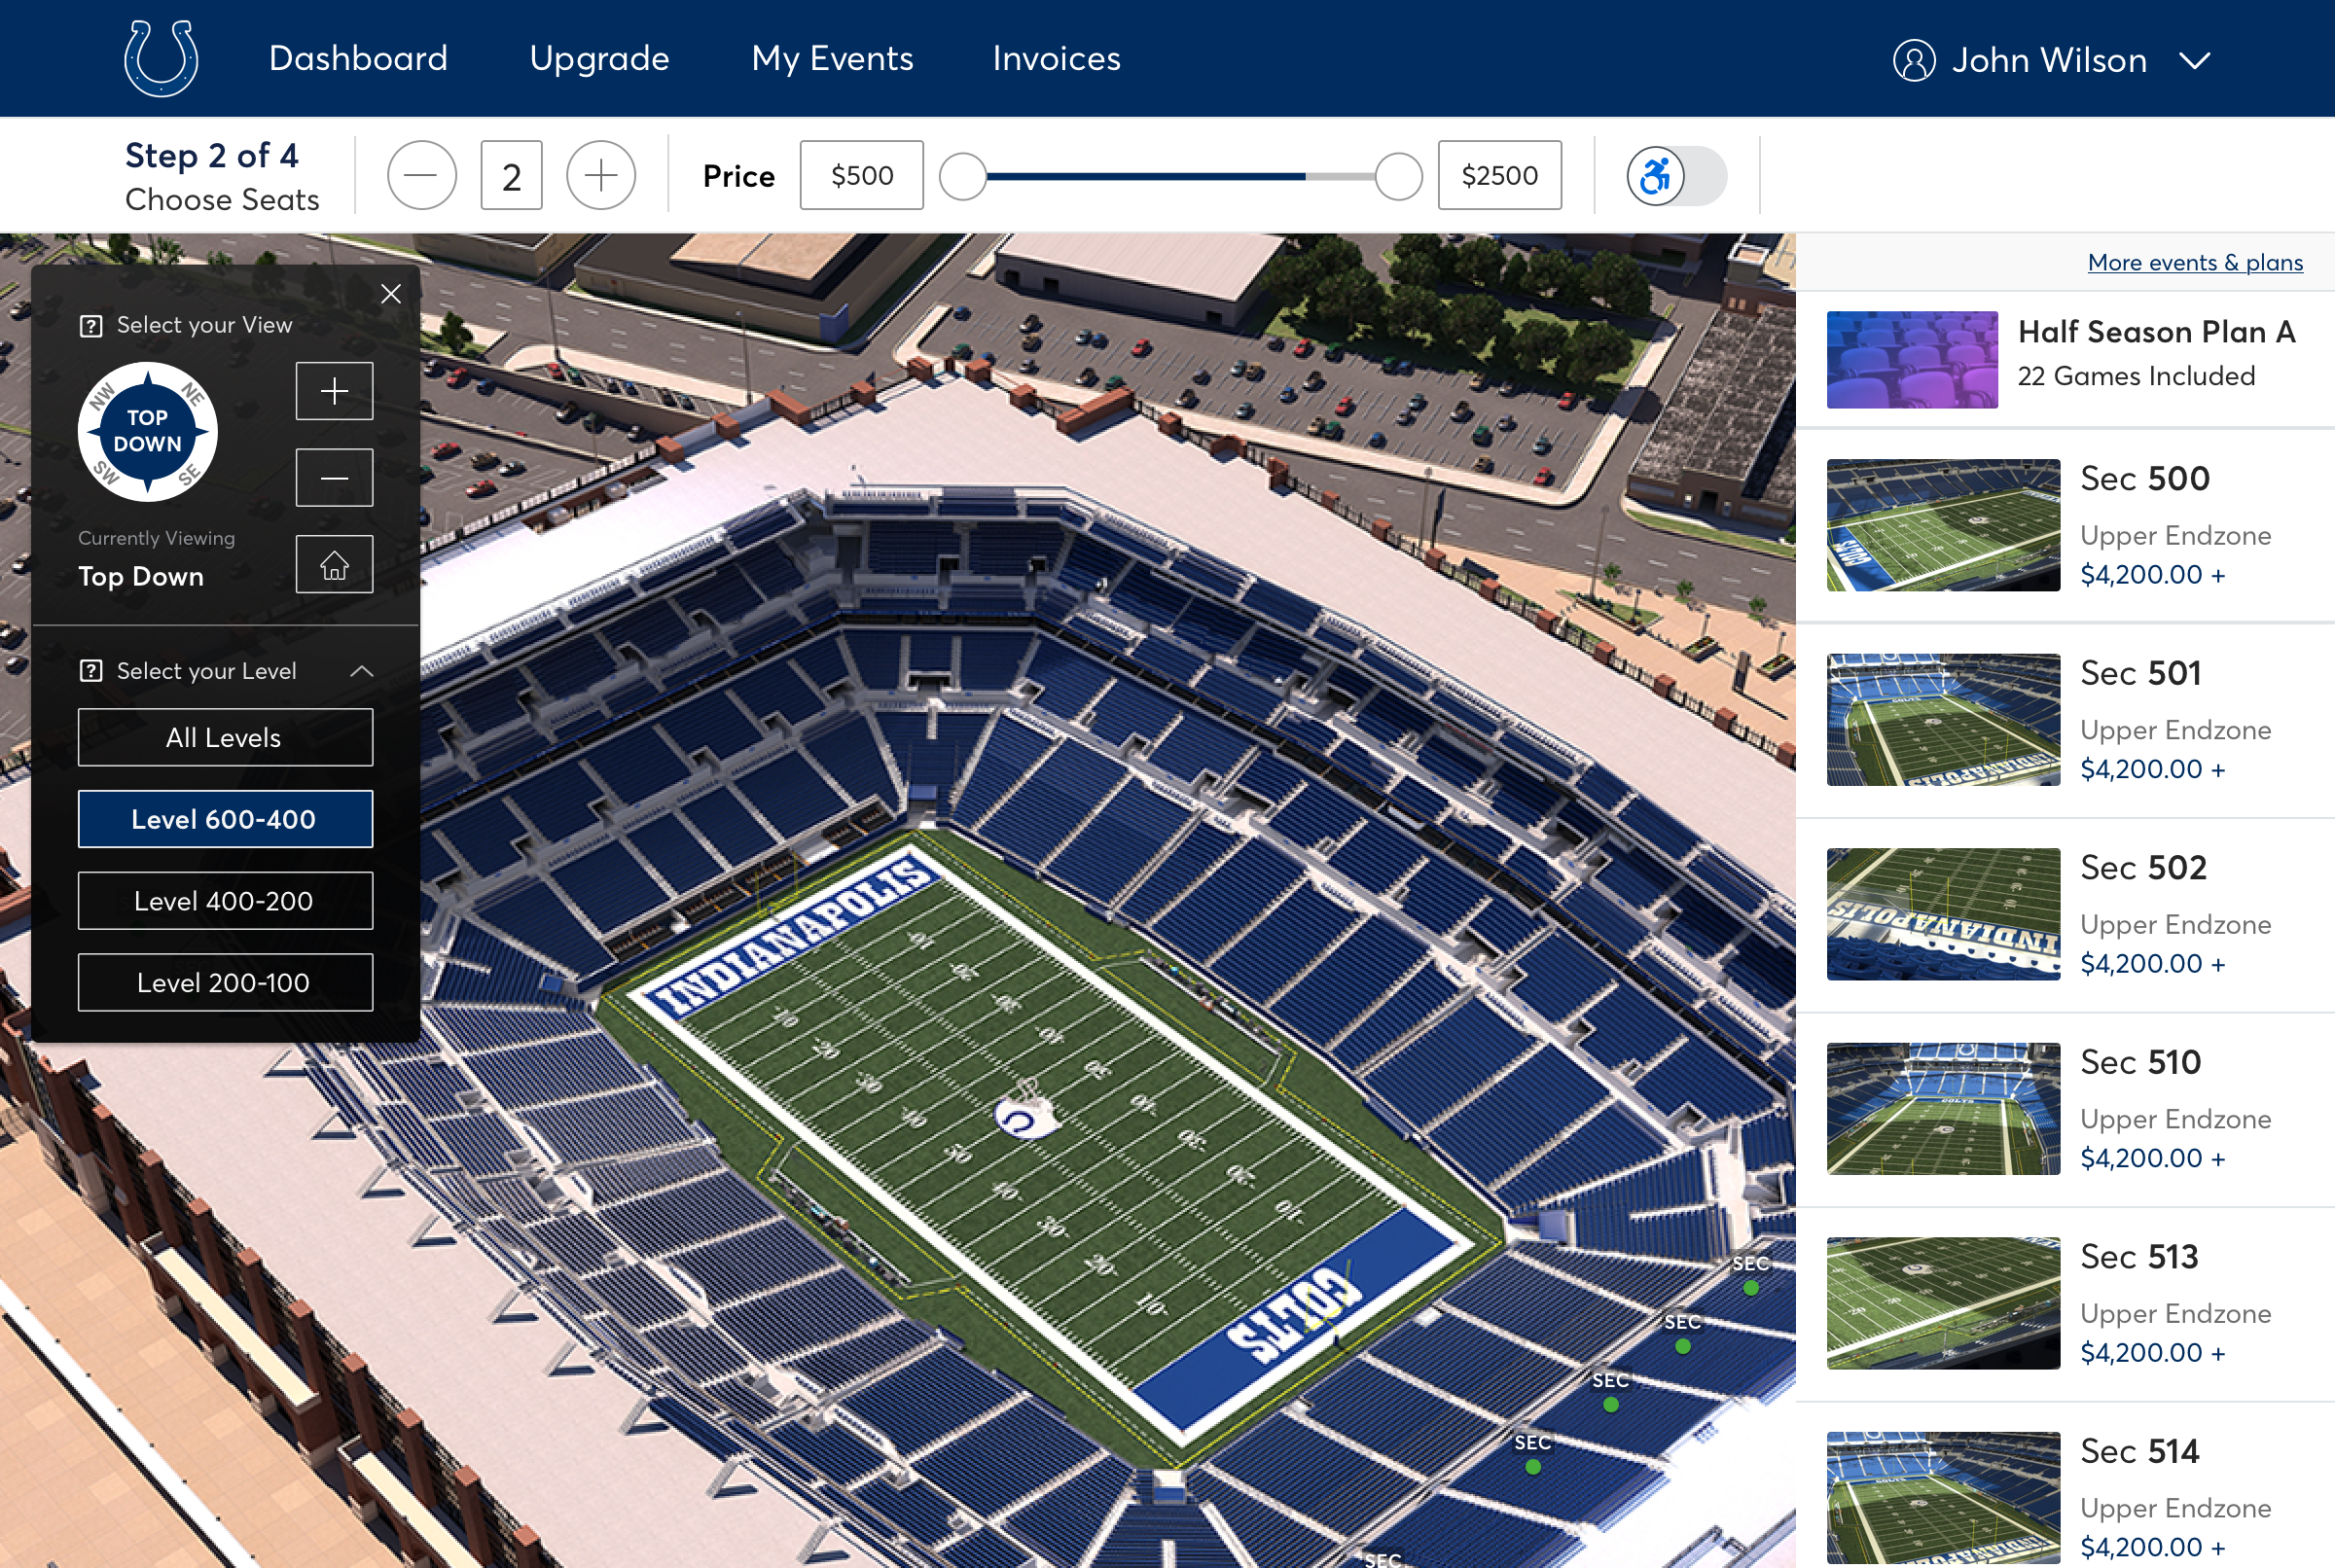 Dashboard
Upgrade
My Events
Invoices
John Wilson
Step 2 of 4
Choose Seats
2
Price
$500
$2500
Select your View
NW
NE
TOP
DOWN
SW
SE
Currently Viewing
Top Down
Select your Level
All Levels
Level 600-400
Level 400-200
Level 200-100
INDIANAPOLIS
COLTS
SEC
SEC
SEC
SEC
SEC
More events & plans
Half Season Plan A
22 Games Included
Sec 500
Upper Endzone
$4,200.00 +
Sec 501
Upper Endzone
$4,200.00 +
Sec 502
Upper Endzone
$4,200.00 +
Sec 510
Upper Endzone
$4,200.00 +
Sec 513
Upper Endzone
$4,200.00 +
Sec 514
Upper Endzone
$4,200.00 +